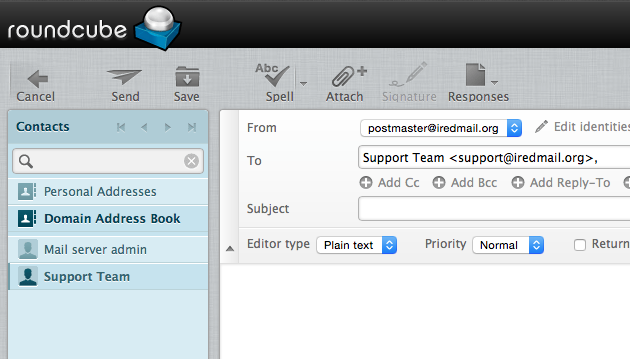 roundcube
Cancel Send Save Abc Spell Attach Signature Responses
Contacts
From postmaster@iredmail.org Edit identities
To Support Team <support@iredmail.org>,
Add Cc Add Bcc Add Reply-To
Personal Addresses
Domain Address Book
Subject
Mail server admin
Editor type Plain text Priority Normal Return
Support Team